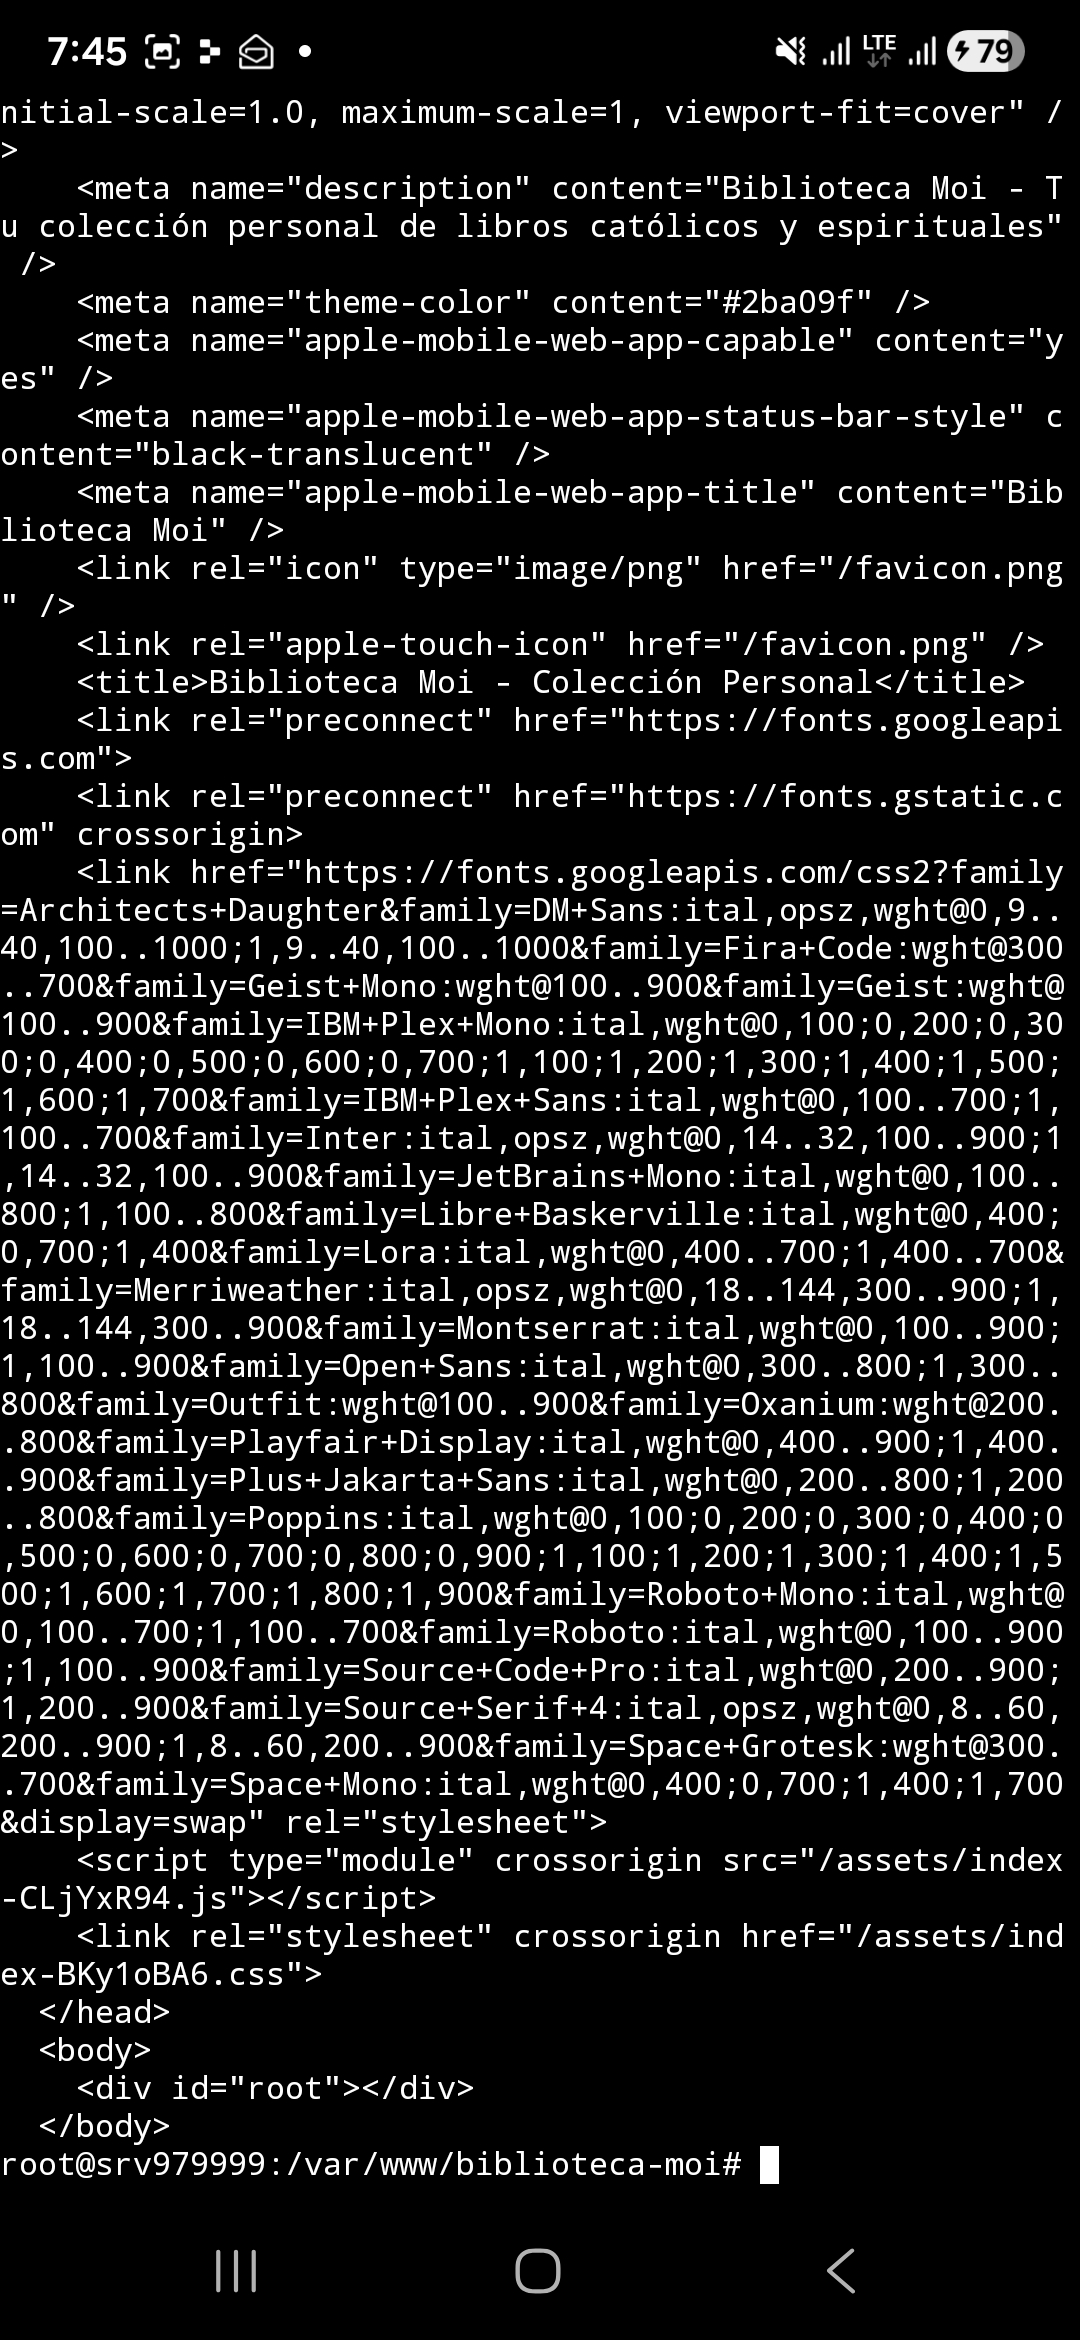 7:45 LTE 79
nitial-scale=1.0, maximum-scale=1, viewport-fit=cover" /
>
    <meta name="description" content="Biblioteca Moi - T
u colección personal de libros católicos y espirituales"
 />
    <meta name="theme-color" content="#2ba09f" />
    <meta name="apple-mobile-web-app-capable" content="y
es" />
    <meta name="apple-mobile-web-app-status-bar-style" c
ontent="black-translucent" />
    <meta name="apple-mobile-web-app-title" content="Bib
lioteca Moi" />
    <link rel="icon" type="image/png" href="/favicon.png
" />
    <link rel="apple-touch-icon" href="/favicon.png" />
    <title>Biblioteca Moi - Colección Personal</title>
    <link rel="preconnect" href="https://fonts.googleapi
s.com">
    <link rel="preconnect" href="https://fonts.gstatic.c
om" crossorigin>
    <link href="https://fonts.googleapis.com/css2?family
=Architects+Daughter&family=DM+Sans:ital,opsz,wght@0,9..
40,100..1000;1,9..40,100..1000&family=Fira+Code:wght@300
..700&family=Geist+Mono:wght@100..900&family=Geist:wght@
100..900&family=IBM+Plex+Mono:ital,wght@0,100;0,200;0,30
0;0,400;0,500;0,600;0,700;1,100;1,200;1,300;1,400;1,500;
1,600;1,700&family=IBM+Plex+Sans:ital,wght@0,100..700;1,
100..700&family=Inter:ital,opsz,wght@0,14..32,100..900;1
,14..32,100..900&family=JetBrains+Mono:ital,wght@0,100..
800;1,100..800&family=Libre+Baskerville:ital,wght@0,400;
0,700;1,400&family=Lora:ital,wght@0,400..700;1,400..700&
family=Merriweather:ital,opsz,wght@0,18..144,300..900;1,
18..144,300..900&family=Montserrat:ital,wght@0,100..900;
1,100..900&family=Open+Sans:ital,wght@0,300..800;1,300..
800&family=Outfit:wght@100..900&family=Oxanium:wght@200.
.800&family=Playfair+Display:ital,wght@0,400..900;1,400.
.900&family=Plus+Jakarta+Sans:ital,wght@0,200..800;1,200
..800&family=Poppins:ital,wght@0,100;0,200;0,300;0,400;0
,500;0,600;0,700;0,800;0,900;1,100;1,200;1,300;1,400;1,5
00;1,600;1,700;1,800;1,900&family=Roboto+Mono:ital,wght@
0,100..700;1,100..700&family=Roboto:ital,wght@0,100..900
;1,100..900&family=Source+Code+Pro:ital,wght@0,200..900;
1,200..900&family=Source+Serif+4:ital,opsz,wght@0,8..60,
200..900;1,8..60,200..900&family=Space+Grotesk:wght@300.
.700&family=Space+Mono:ital,wght@0,400;0,700;1,400;1,700
&display=swap" rel="stylesheet">
    <script type="module" crossorigin src="/assets/index
-CLjYxR94.js"></script>
    <link rel="stylesheet" crossorigin href="/assets/ind
ex-BKy1oBA6.css">
  </head>
  <body>
    <div id="root"></div>
  </body>
root@srv979999:/var/www/biblioteca-moi#